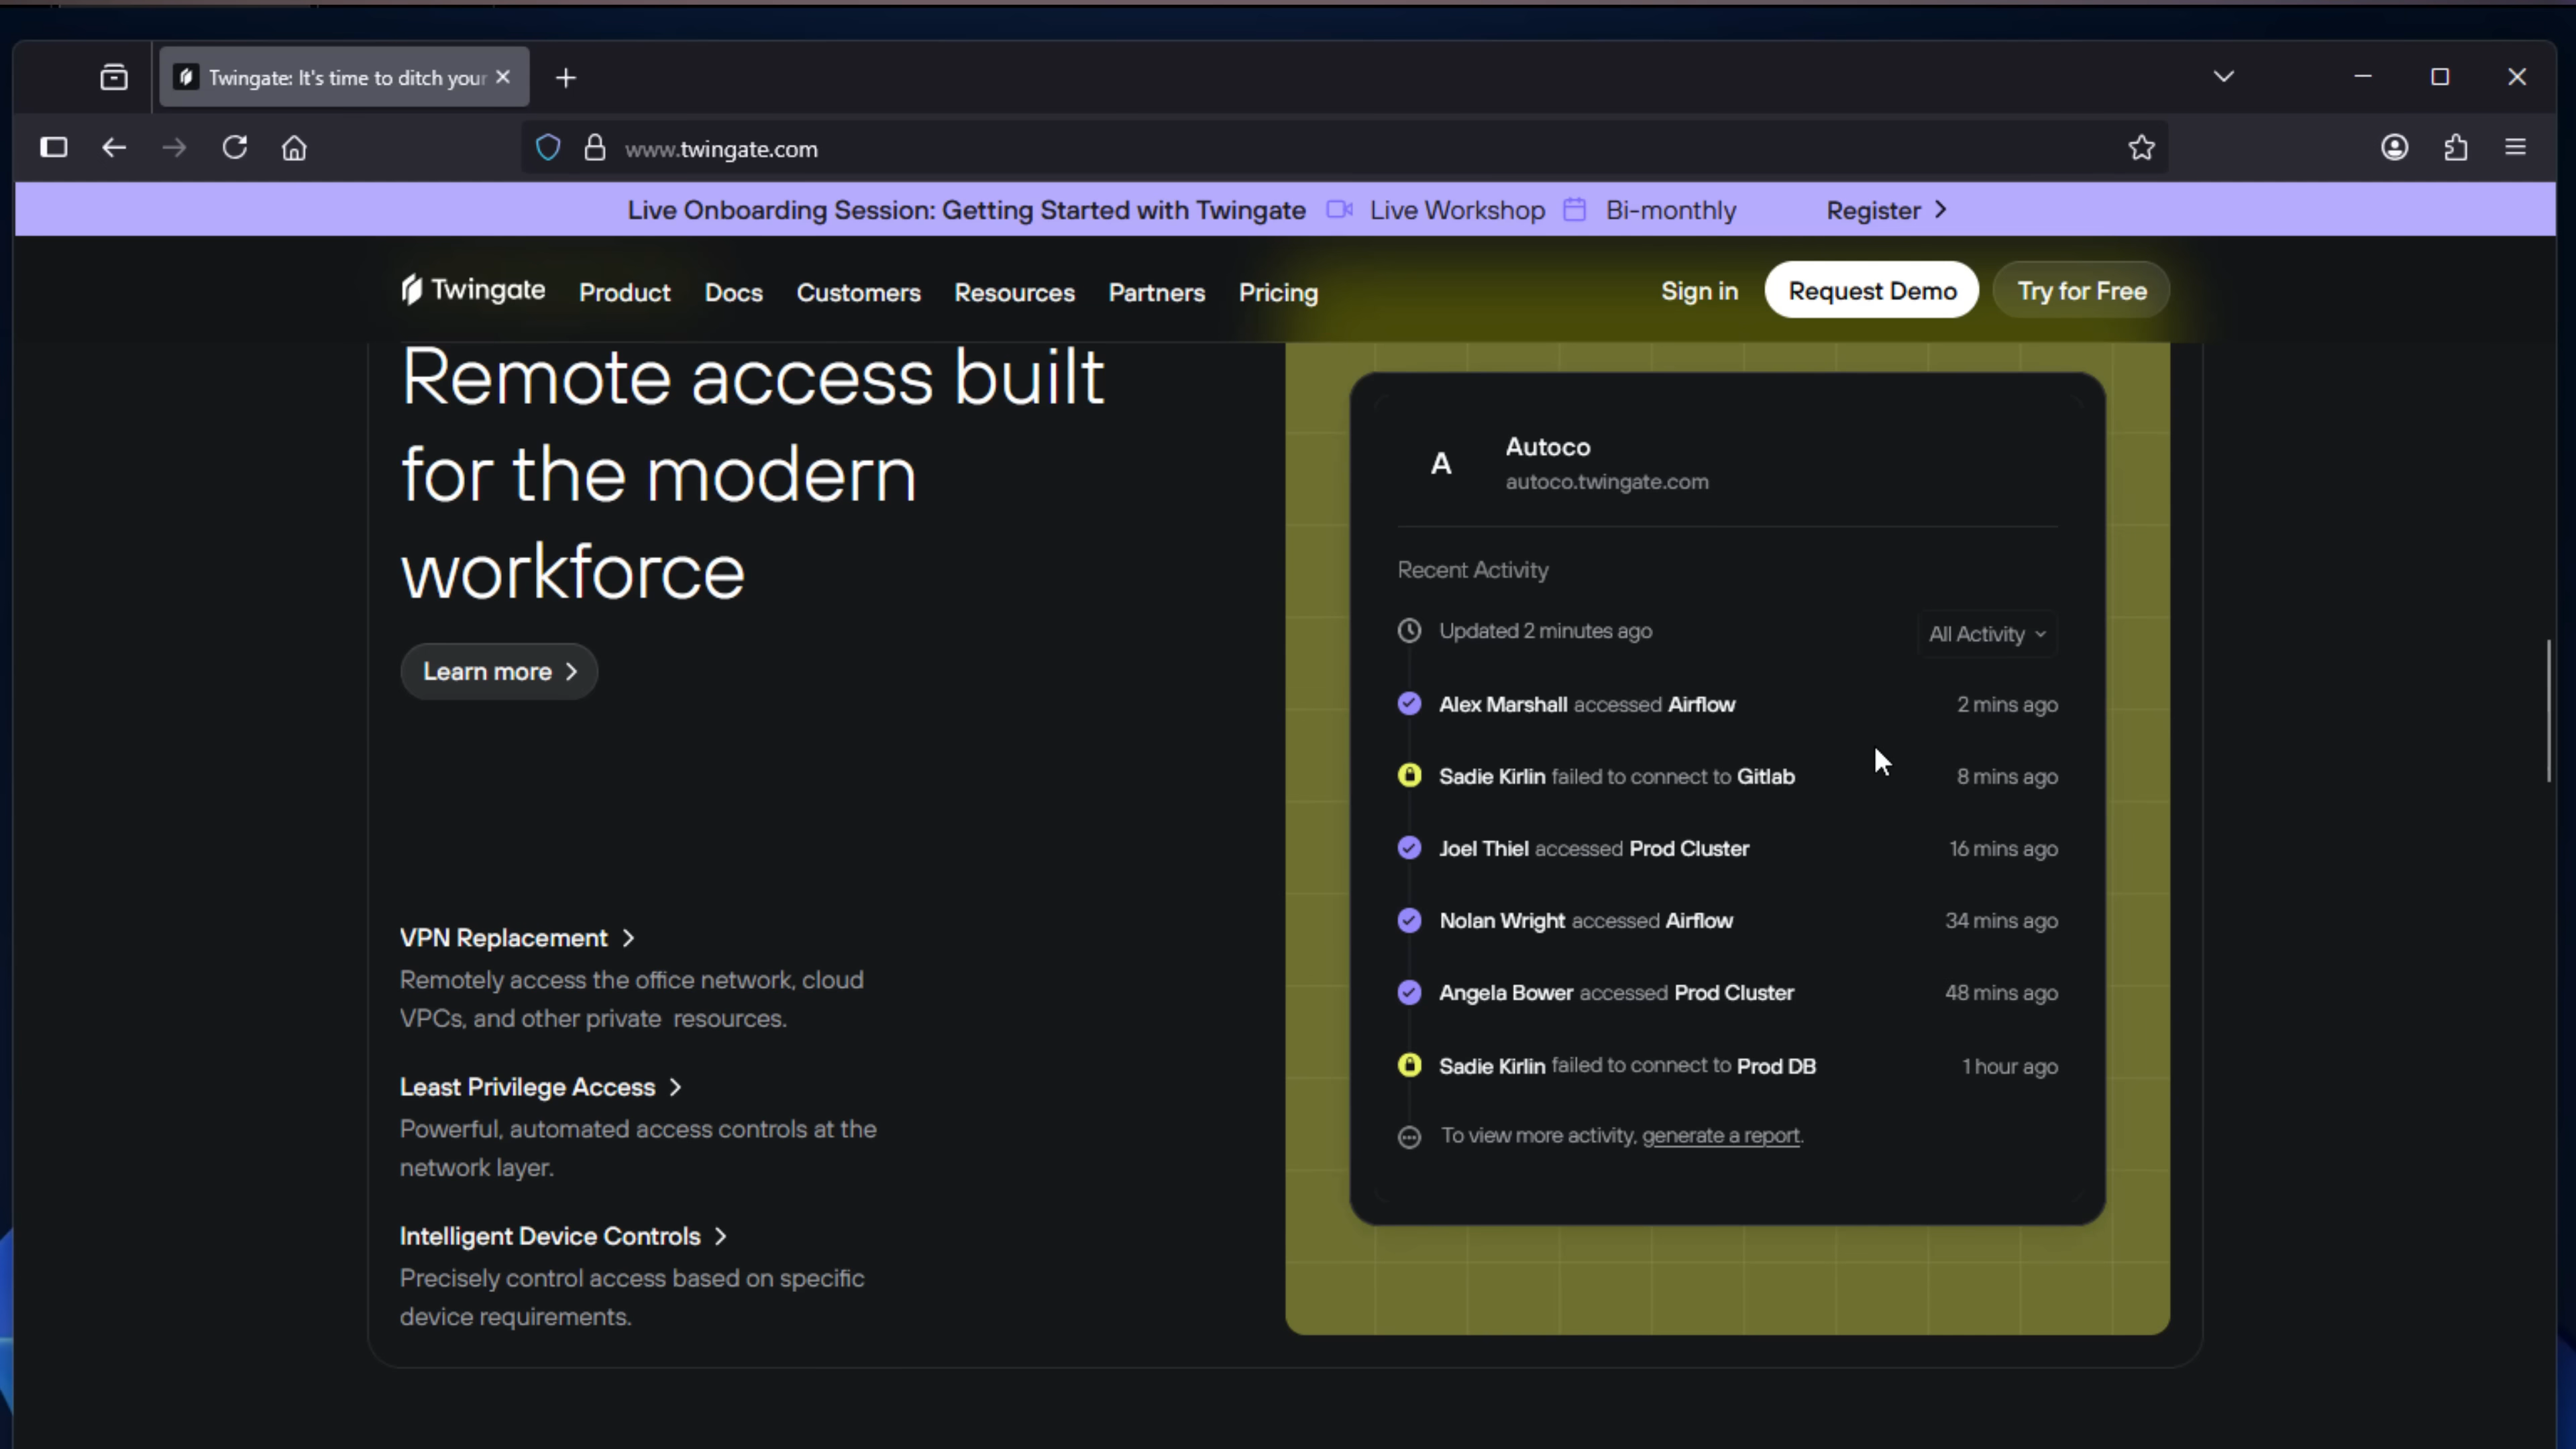 Twingate: It's time to ditch your
www.twingate.com
Live Onboarding Session: Getting Started with Twingate Live Workshop Bi-monthly Register
Twingate Product Docs Customers Resources Partners Pricing Sign in Request Demo Try for Free
Remote access built
for the modern
workforce
Learn more
VPN Replacement
Remotely access the office network, cloud
VPCs, and other private resources.
Least Privilege Access
Powerful, automated access controls at the
network layer.
Intelligent Device Controls
Precisely control access based on specific
device requirements.
A
Autoco
autoco.twingate.com
Recent Activity
Updated 2 minutes ago All Activity
Alex Marshall accessed Airflow 2 mins ago
Sadie Kirlin failed to connect to Gitlab 8 mins ago
Joel Thiel accessed Prod Cluster 16 mins ago
Nolan Wright accessed Airflow 34 mins ago
Angela Bower accessed Prod Cluster 48 mins ago
Sadie Kirlin failed to connect to Prod DB 1 hour ago
To view more activity, generate a report.